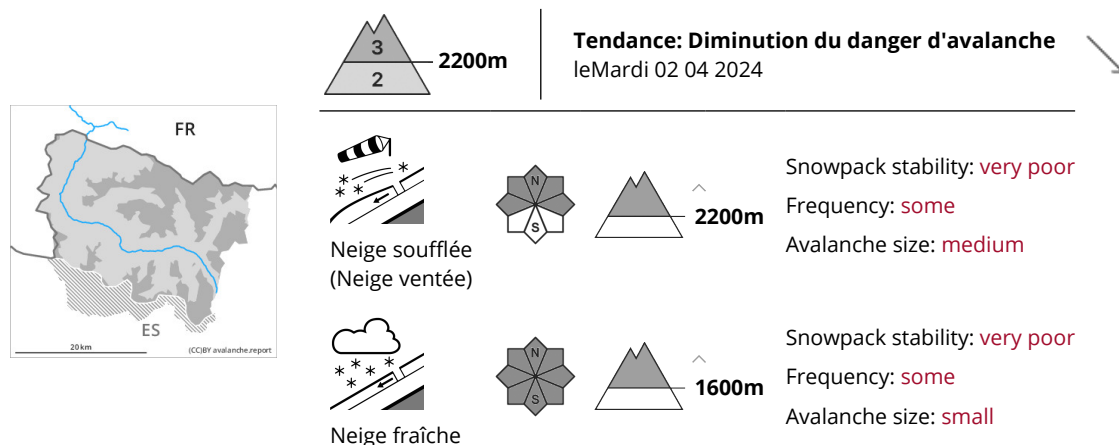 3
2
2200m
Tendance: Diminution du danger d'avalanche
leMardi 02 04 2024
FR
ES
20 km
(CC)BY avalanche.report
N
S
2200m
Neige soufflée
(Neige ventée)
Snowpack stability: very poor
Frequency: some
Avalanche size: medium
N
S
1600m
Neige fraîche
Snowpack stability: very poor
Frequency: some
Avalanche size: small